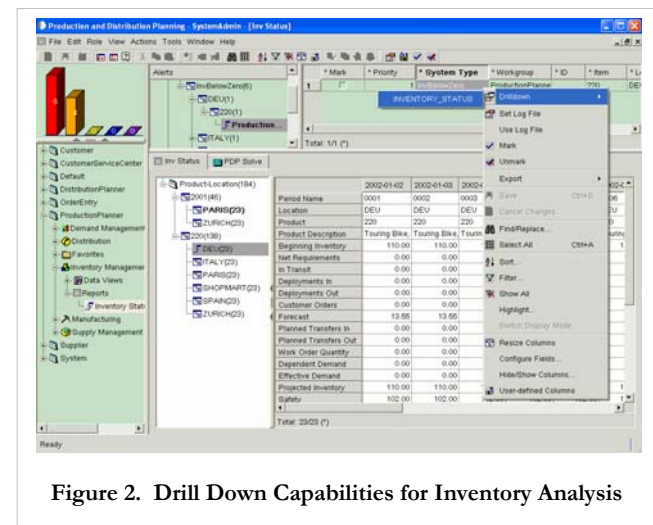 Production and Distribution Planning - SystemAdmin - [Inv Status]
File Edit Role View Actions Tools Window Help
Alerts
InvBelowZero(6)
DEU(1)
220(1)
Production...
ITALY(1)
* Mark * Priority * System Type * Workgroup * ID * Item
1
ProductionPlanne 220 DEU
Total: 1/1 (*)
INVENTORY_STATUS
Drilldown
Set Log File
Use Log File
Mark
Unmark
Export
Save Ctrl+S
Cancel Changes
Find/Replace...
Select All Ctrl+A
Sort...
Filter...
Show All
Highlight...
Switch Display Mode
Resize Columns
Configure Fields...
Hide/Show Columns...
User-defined Columns
Customer
CustomerServiceCenter
Default
DistributionPlanner
OrderEntry
ProductionPlanner
Demand Management
Distribution
Favorites
Inventory Managemer
Data Views
Reports
Inventory Stat
Manufacturing
Supply Management
Supplier
System
Inv Status PDP Solve
Product-Location(184)
2001(46)
PARIS(23)
ZURICH(23)
220(138)
DEU(23)
ITALY(23)
PARIS(23)
SHOPMART(23)
SPAIN(23)
ZURICH(23)
2002-01-02 2002-01-03
Period Name 0001 0002 0003
Location DEU DEU DEU
Product 220 220 220
Product Description Touring Bike, Touring Bike,
Beginning Inventory 110.00 110.00
Net Requirements 0.00 0.00
In Transit 0.00 0.00
Deployments In 0.00 0.00
Deployments Out 0.00 0.00
Customer Orders 0.00 0.00
Forecast 13.55 13.55
Planned Transfers In 0.00 0.00
Planned Transfers Out 0.00 0.00
Work Order Quantity 0.00 0.00
Dependent Demand 0.00 0.00
Effective Demand 0.00 0.00
Projected Inventory 110.00 110.00
Safety 102.00 102.00
Total: 23/23 (*)
Ready
Figure 2. Drill Down Capabilities for Inventory Analysis